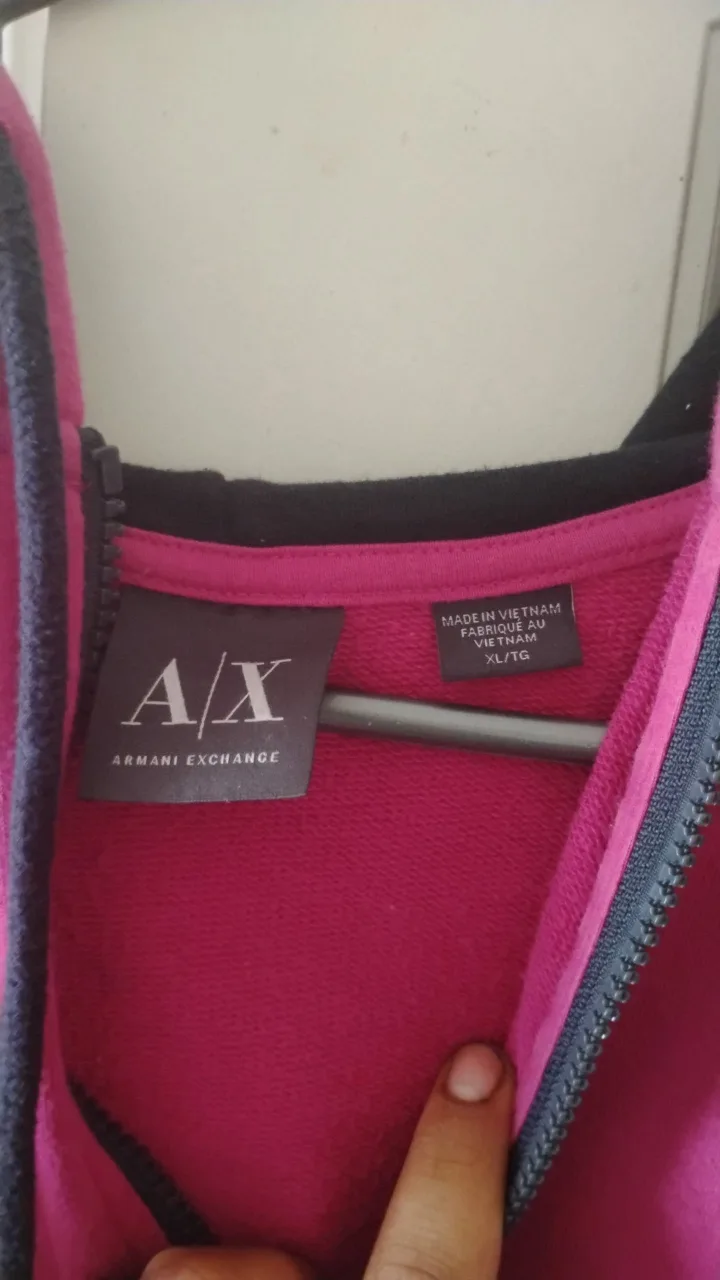 A/X
ARMANI EXCHANGE
MADE IN VIETNAM
FABRIQUÉ AU
VIETNAM
XL/TG